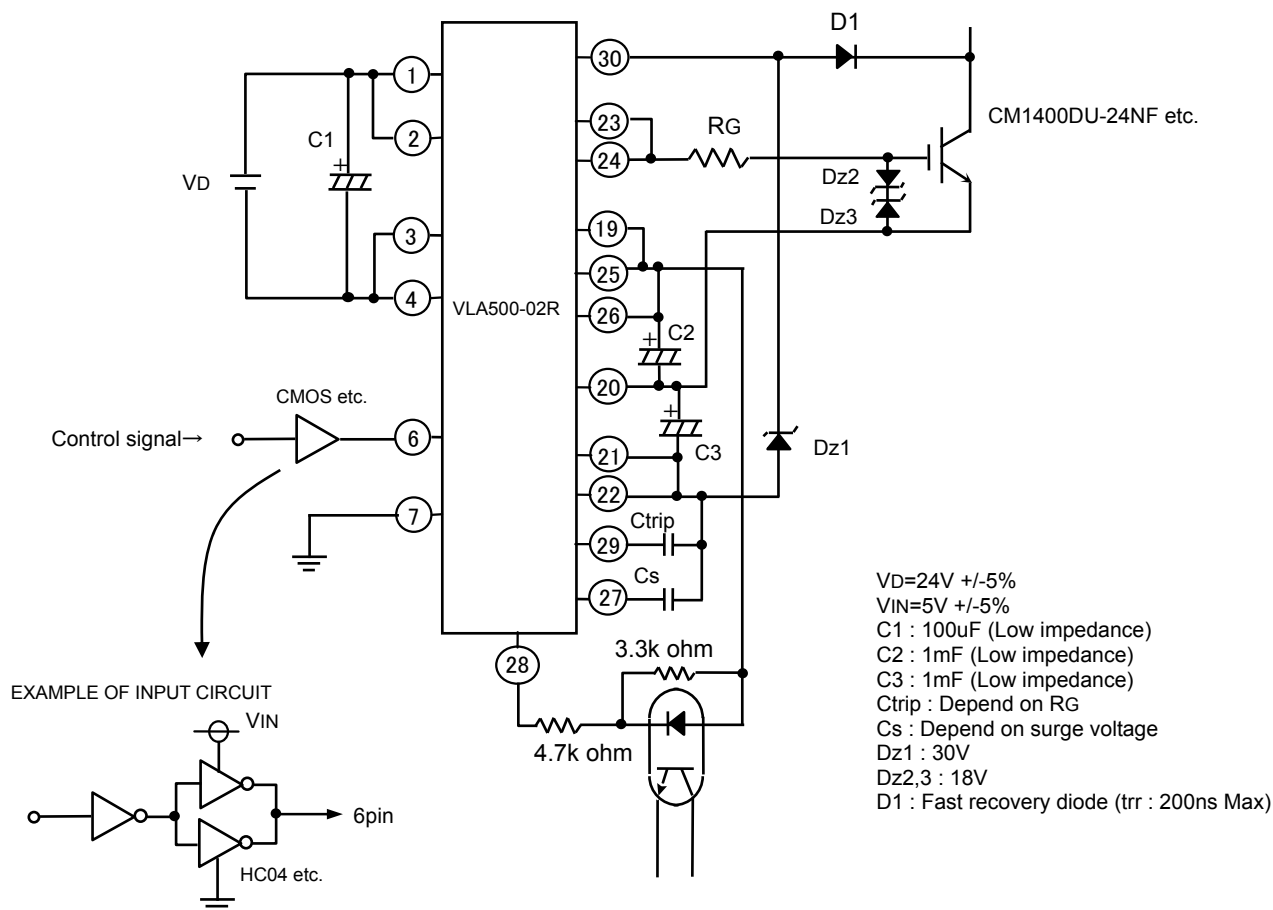 D1
30
1
CM1400DU-24NF etc.
23
RG
C1
2
24
+
Dz2
VD
Dz3
19
3
25
4
VLA500-02R
26
C2
+
20
CMOS etc.
+
Control signal→
6
C3
Dz1
21
22
7
Ctrip
29
Cs
27
VD=24V +/-5%
VIN=5V +/-5%
C1 : 100uF (Low impedance)
C2 : 1mF (Low impedance)
C3 : 1mF (Low impedance)
Ctrip : Depend on RG
Cs : Depend on surge voltage
Dz1 : 30V
Dz2,3 : 18V
D1 : Fast recovery diode (trr : 200ns Max)
28
3.3k ohm
4.7k ohm
EXAMPLE OF INPUT CIRCUIT
VIN
6pin
HC04 etc.